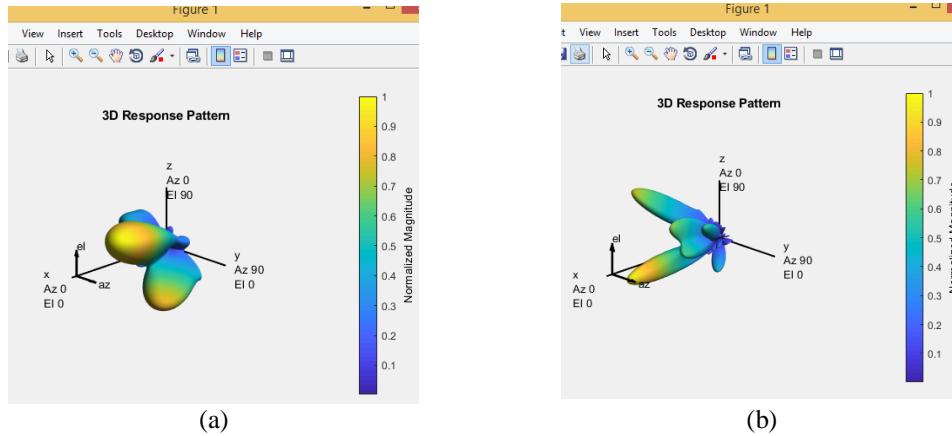 Figure 1
View Insert Tools Desktop Window Help
3D Response Pattern
z
Az 0
El 90
y
Az 90
El 0
x
Az 0
El 0
el
az
1
0.9
0.8
0.7
0.6
0.5
0.4
0.3
0.2
0.1
Normalized Magnitude
(a)
Figure 1
View Insert Tools Desktop Window Help
3D Response Pattern
z
Az 0
El 90
y
Az 90
El 0
x
Az 0
El 0
el
az
1
0.9
0.8
0.7
0.6
0.5
0.4
0.3
0.2
0.1
Normalized Magnitude
(b)